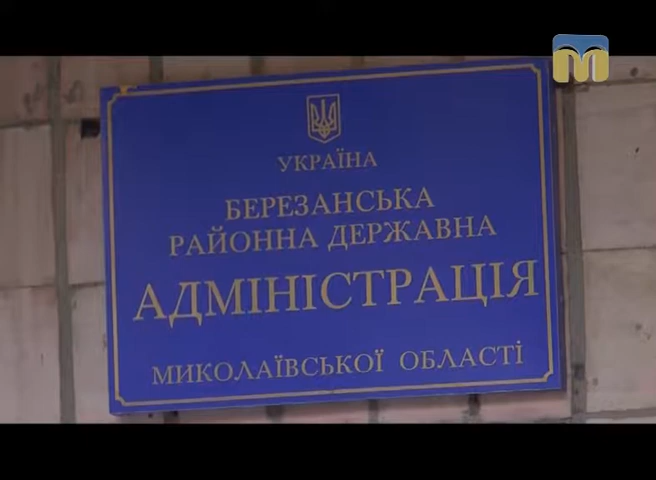 УКРАЇНА
БЕРЕЗАНСЬКА
РАЙОННА ДЕРЖАВНА
АДМІНІСТРАЦІЯ
МИКОЛАЇВСЬКОЇ ОБЛАСТІ